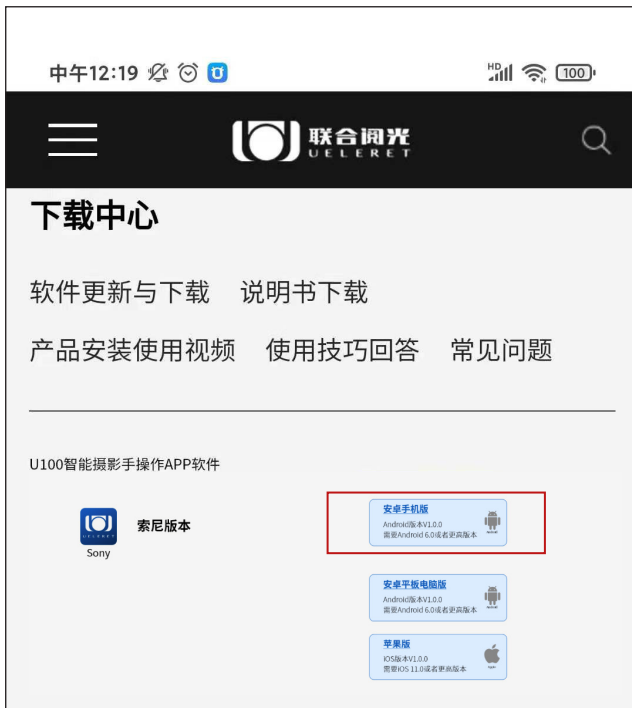 中午12:19
HD
100
联合阅光
UELERET
下载中心
软件更新与下载 说明书下载
产品安装使用视频 使用技巧回答 常见问题
U100智能摄影手操作APP软件
UELERET
Sony
索尼版本
安卓手机版
Android版本V1.0.0
需要Android 6.0或者更高版本
Android
安卓平板电脑版
Android版本V1.0.0
需要Android 6.0或者更高版本
Android
苹果版
iOS版本V1.0.0
需要iOS 11.0或者更高版本